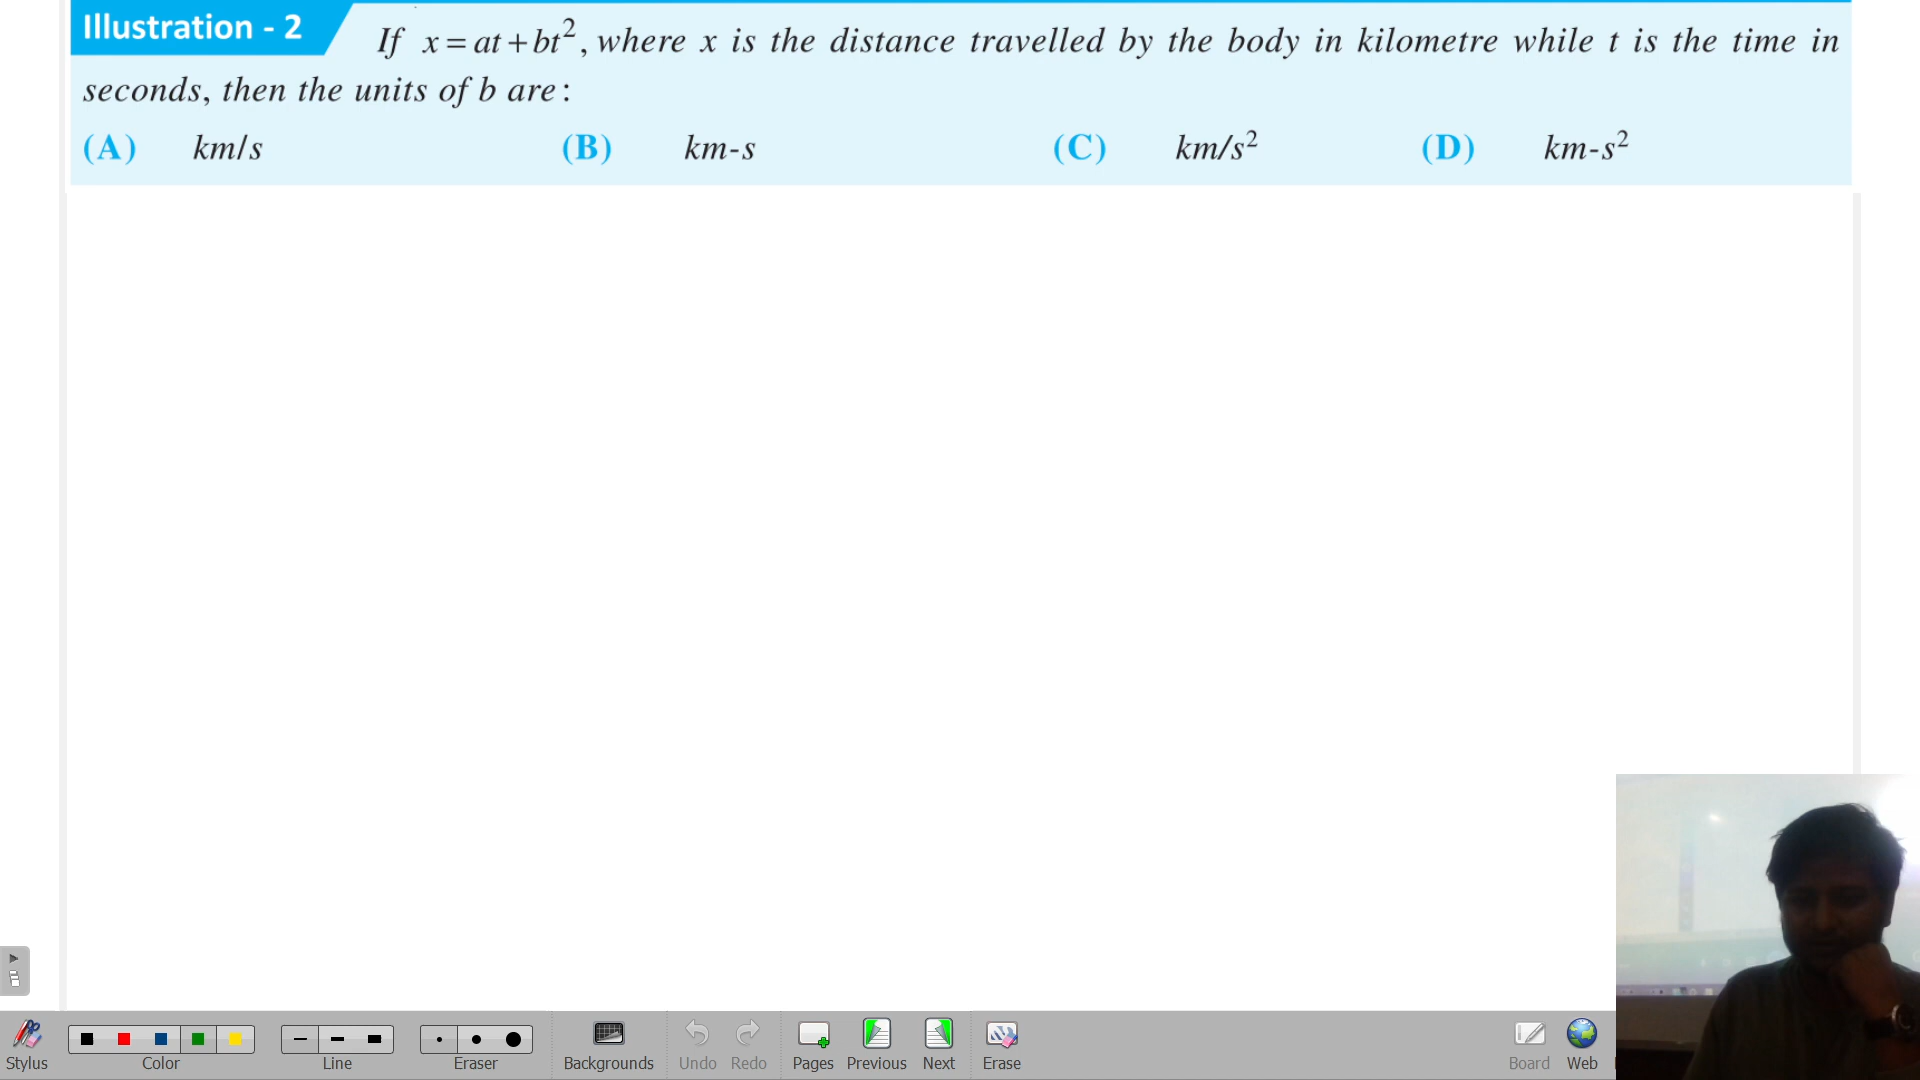 Illustration - 2
If x = at + bt², where x is the distance travelled by the body in kilometre while t is the time in
seconds, then the units of b are :
(A) km/s (B) km-s (C) km/s² (D) km-s²
Stylus Color Line Eraser Backgrounds Undo Redo Pages Previous Next Erase Board Web